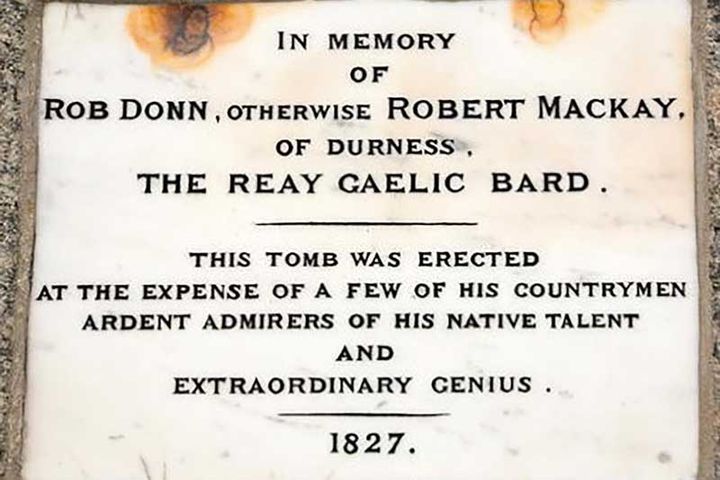 IN MEMORY
OF
ROB DONN, OTHERWISE ROBERT MACKAY,
OF DURNESS,
THE REAY GAELIC BARD.
THIS TOMB WAS ERECTED
AT THE EXPENSE OF A FEW OF HIS COUNTRYMEN
ARDENT ADMIRERS OF HIS NATIVE TALENT
AND
EXTRAORDINARY GENIUS.
1827.